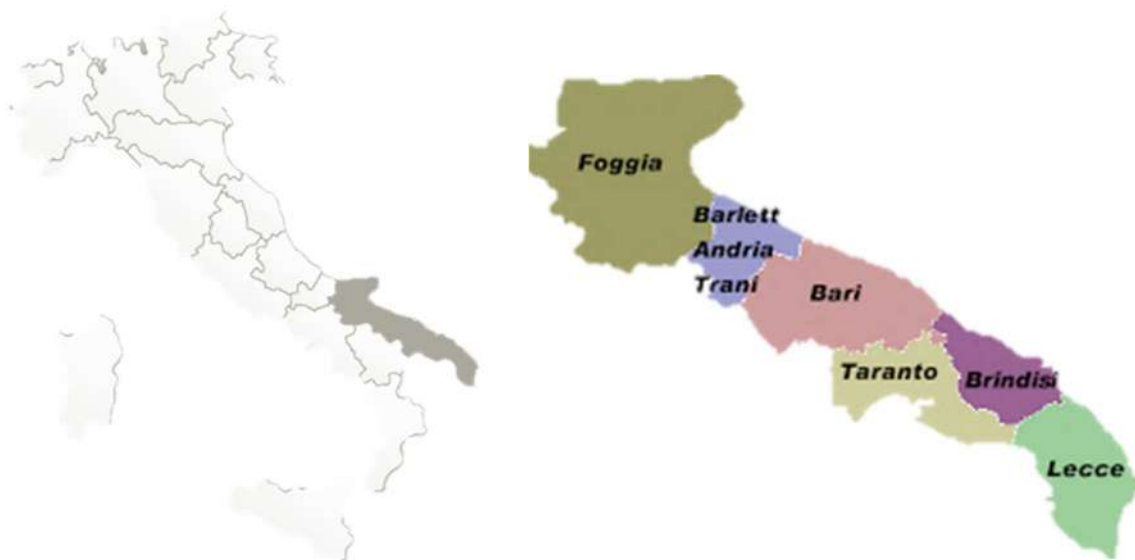 Foggia
Barlett
Andria
Trani
Bari
Taranto
Brindisi
Lecce